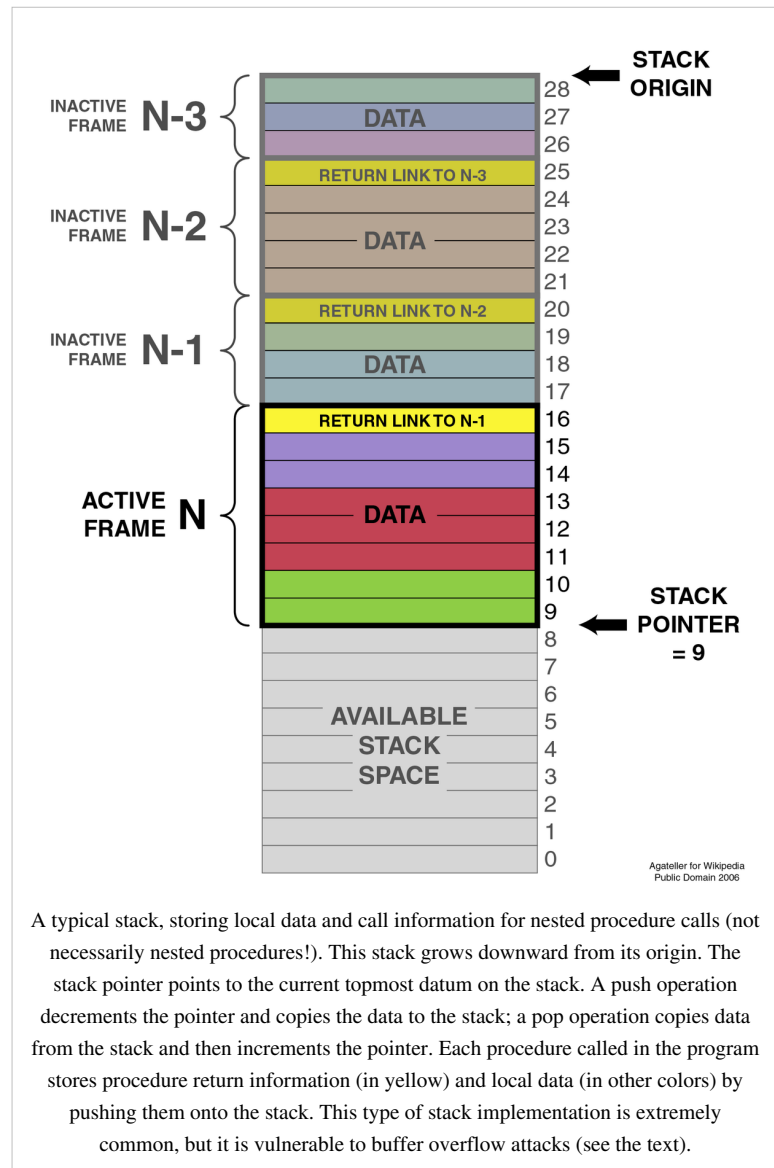 STACK
ORIGIN
28
INACTIVE
FRAME N-3
DATA
27
26
RETURN LINK TO N-3
25
24
INACTIVE
FRAME N-2
23
DATA
22
21
RETURN LINK TO N-2
20
19
INACTIVE
FRAME N-1
DATA
18
17
RETURN LINK TO N-1
16
15
14
ACTIVE
FRAME N
13
DATA
12
11
10
9
STACK
POINTER
= 9
8
7
6
AVAILABLE
STACK
SPACE
5
4
3
2
1
0
Agateller for Wikipedia
Public Domain 2006
A typical stack, storing local data and call information for nested procedure calls (not
necessarily nested procedures!). This stack grows downward from its origin. The
stack pointer points to the current topmost datum on the stack. A push operation
decrements the pointer and copies the data to the stack; a pop operation copies data
from the stack and then increments the pointer. Each procedure called in the program
stores procedure return information (in yellow) and local data (in other colors) by
pushing them onto the stack. This type of stack implementation is extremely
common, but it is vulnerable to buffer overflow attacks (see the text).